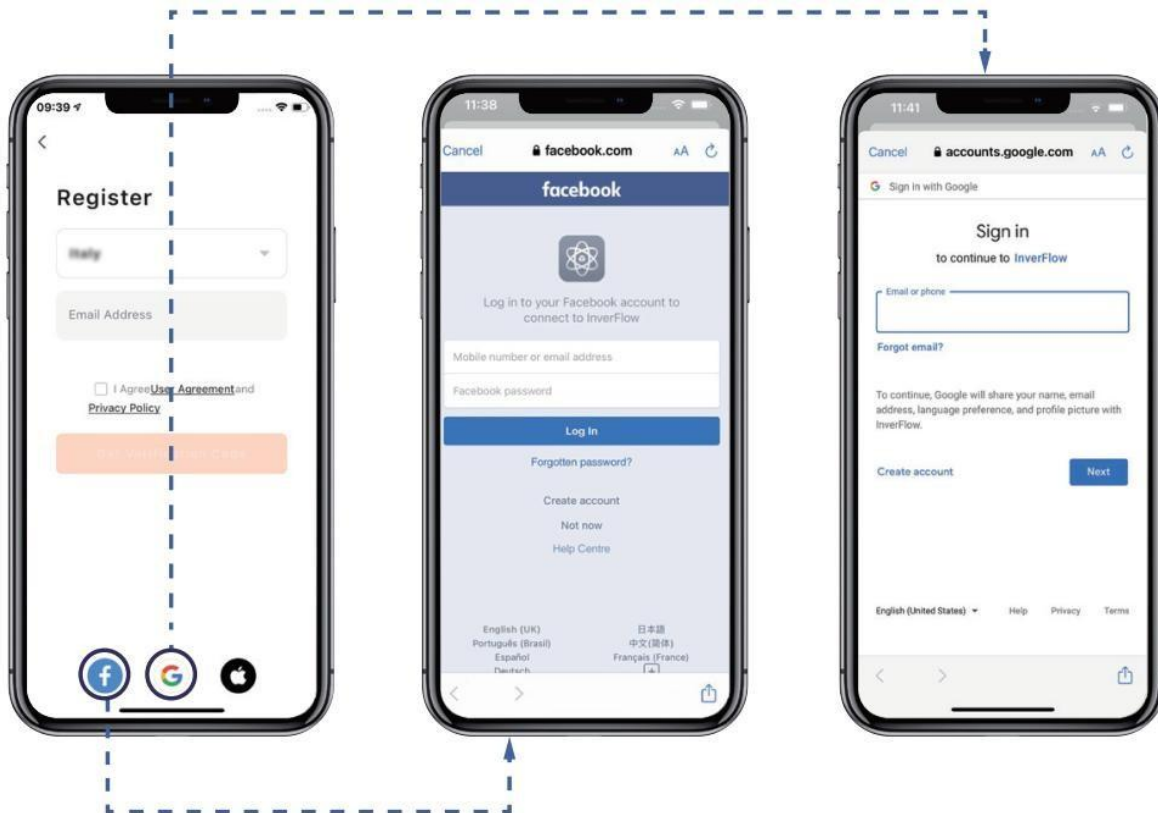 09:39
Register
Italy
Email Address
I AgreeUser Agreementand
Privacy Policy
Get Verification Code
11:38
Cancel
facebook.com
AA
facebook
Log in to your Facebook account to
connect to InverFlow
Mobile number or email address
Facebook password
Log In
Forgotten password?
Create account
Not now
Help Centre
English (UK)
日本語
Português (Brasil)
中文(简体)
Español
Français (France)
Deutsch
11:41
Cancel
accounts.google.com
AA
Sign in with Google
Sign in
to continue to InverFlow
Email or phone
Forgot email?
To continue, Google will share your name, email
address, language preference, and profile picture with
InverFlow.
Create account
Next
English (United States)
Help
Privacy
Terms